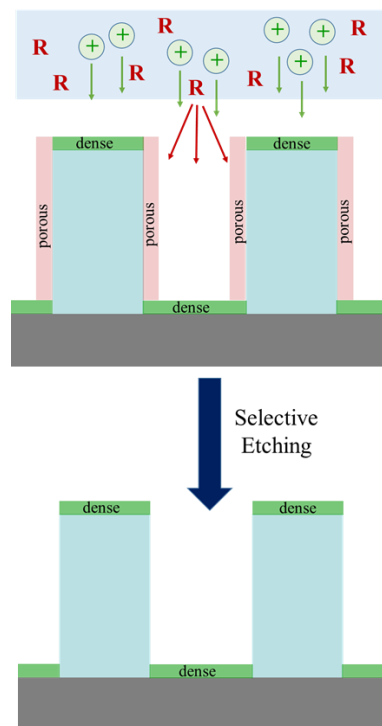 R
+
+
R
+
+
R
+
+
+
R
R
R
R
R
dense
dense
porous
porous
porous
porous
dense
Selective
Etching
dense
dense
dense